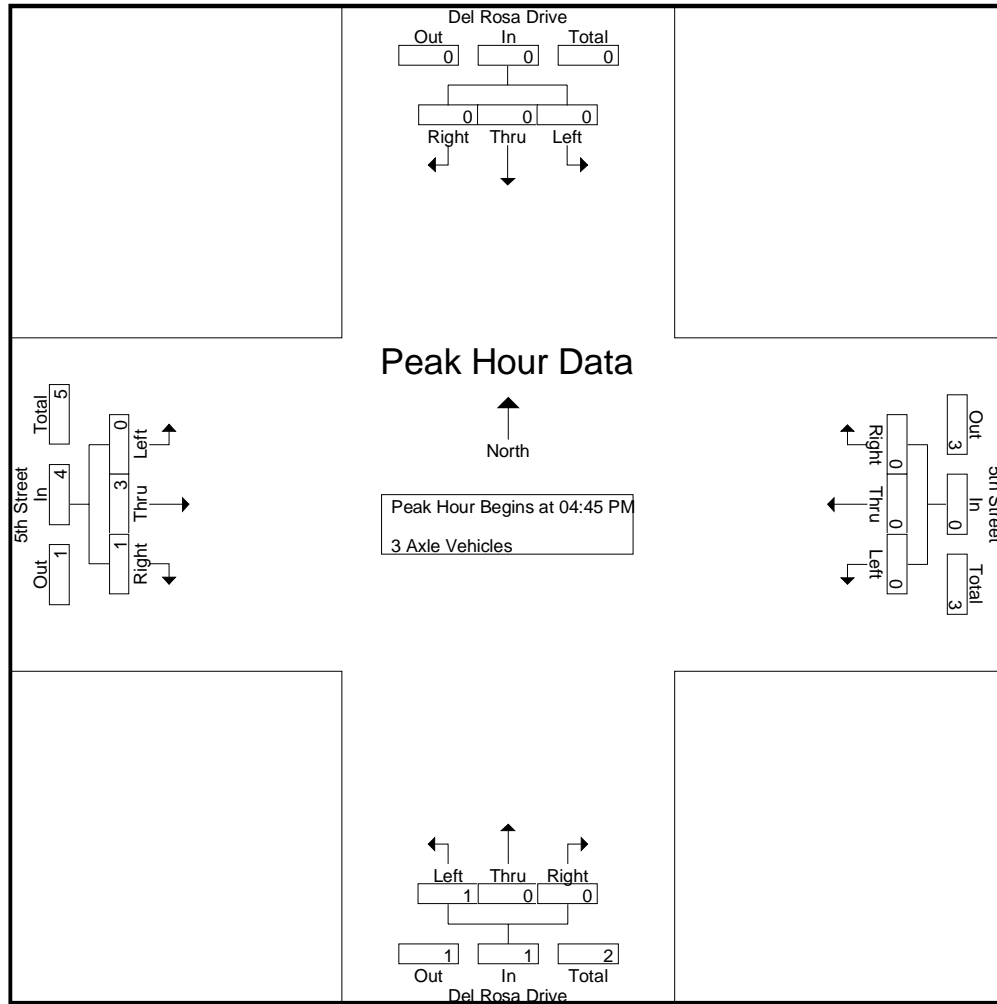 Del Rosa Drive
Out In Total
0 0 0
0 0 0
Right Thru Left
Peak Hour Data
North
Peak Hour Begins at 04:45 PM
3 Axle Vehicles
5th Street
Total In Out
5 4 1
0 3 1
Left Thru Right
Right Thru Left
0 0 0
Out In Total
3 0 3
5th Street
Left Thru Right
1 0 0
1 1 2
Out In Total
Del Rosa Drive